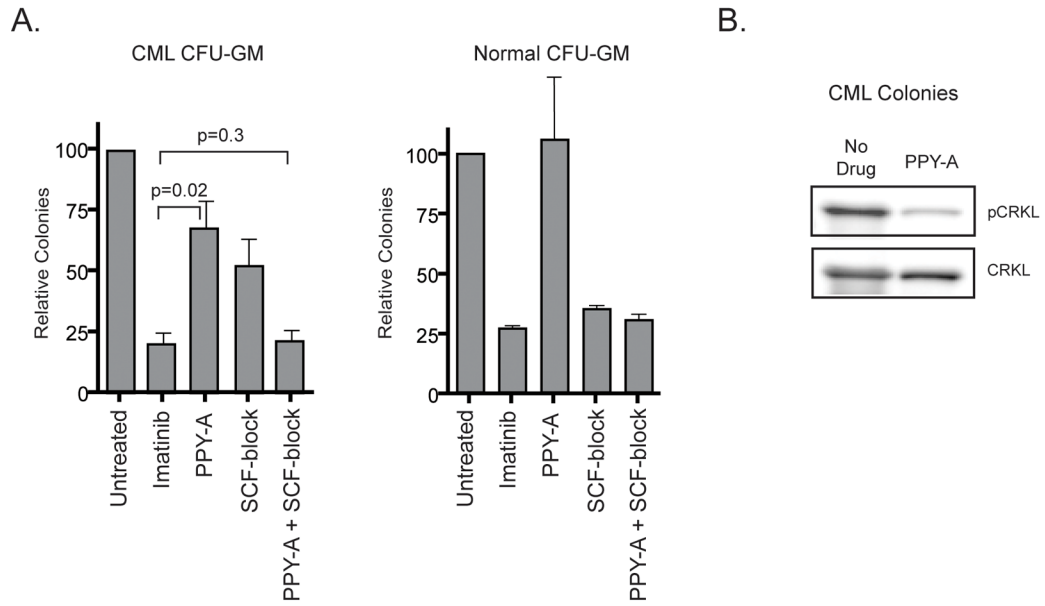 A.
CML CFU-GM
Relative Colonies
100
75
50
25
0
p=0.3
p=0.02
Untreated
Imatinib
PPY-A
SCF-block
PPY-A + SCF-block
Normal CFU-GM
Relative Colonies
100
75
50
25
0
Untreated
Imatinib
PPY-A
SCF-block
PPY-A + SCF-block
B.
CML Colonies
No
Drug
PPY-A
pCRKL
CRKL